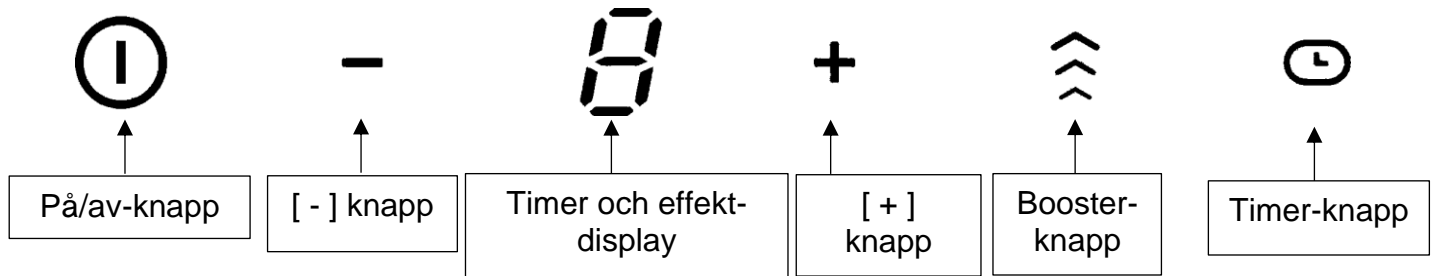 På/av-knapp
[ - ] knapp
Timer och effekt-
display
[ + ]
knapp
Booster-
knapp
Timer-knapp